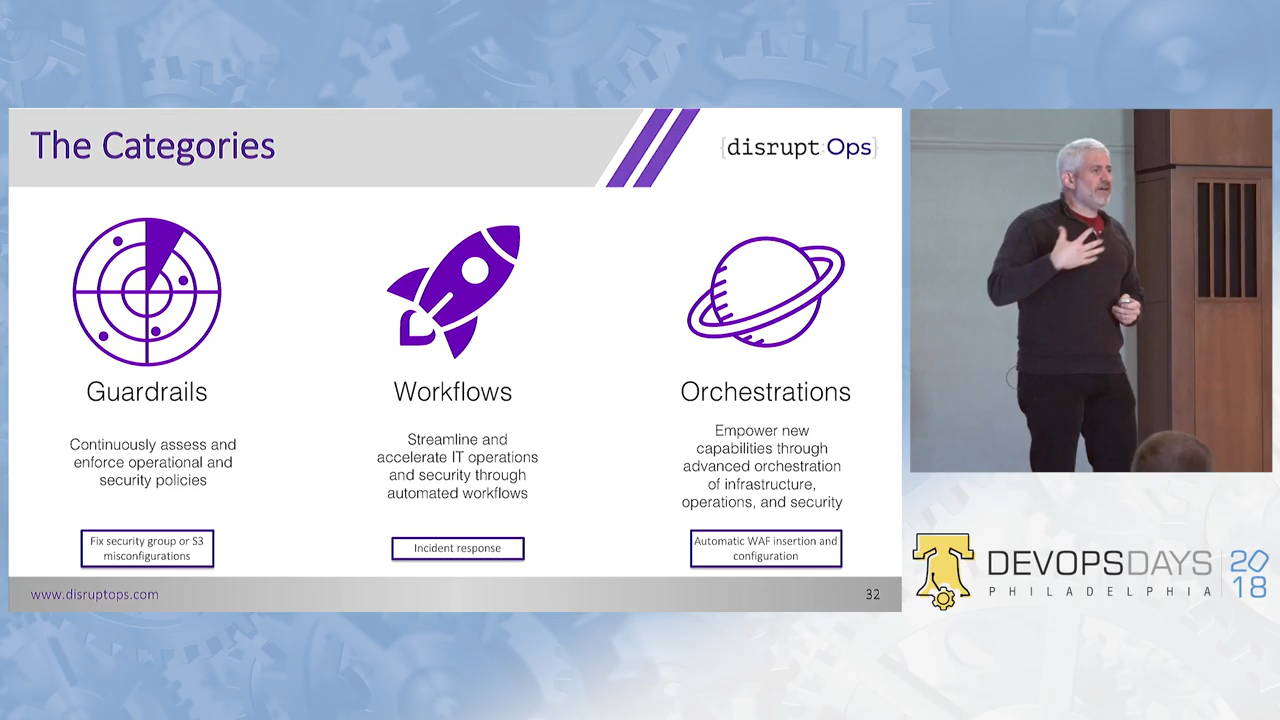 The Categories
{disrupt:Ops}
Guardrails
Continuously assess and
enforce operational and
security policies
Fix security group or S3
misconfigurations
Workflows
Streamline and
accelerate IT operations
and security through
automated workflows
Incident response
Orchestrations
Empower new
capabilities through
advanced orchestration
of infrastructure,
operations, and security
Automatic WAF insertion and
configuration
www.disruptops.com
32
DEVOPSDAYS
PHILADELPHIA
2018